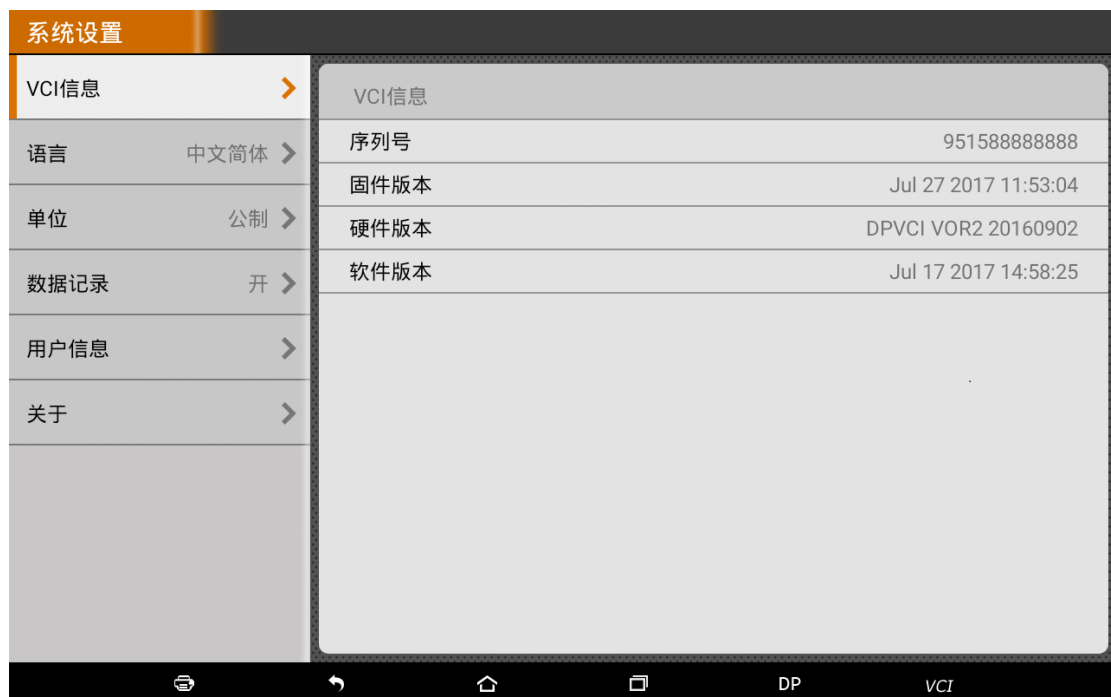 系统设置
VCI信息
语言 中文简体
单位 公制
数据记录 开
用户信息
关于
VCI信息
序列号 951588888888
固件版本 Jul 27 2017 11:53:04
硬件版本 DPVCI VOR2 20160902
软件版本 Jul 17 2017 14:58:25
DP VCI